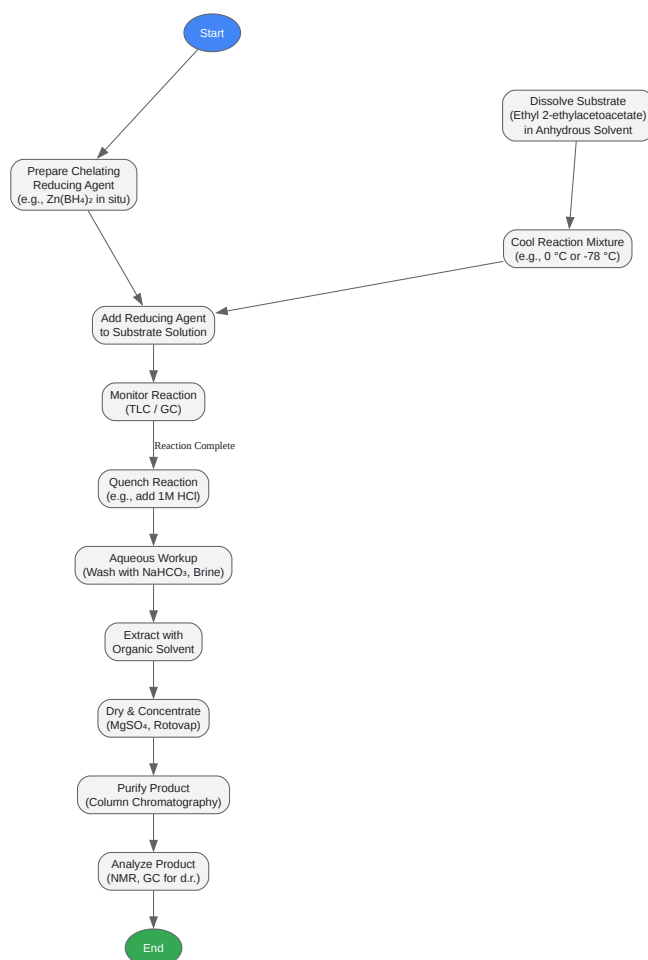 Start
Dissolve Substrate
(Ethyl 2-ethylacetoacetate)
in Anhydrous Solvent
Prepare Chelating
Reducing Agent
(e.g., Zn(BH₄)₂ in situ)
Cool Reaction Mixture
(e.g., 0 °C or -78 °C)
Add Reducing Agent
to Substrate Solution
Monitor Reaction
(TLC / GC)
Reaction Complete
Quench Reaction
(e.g., add 1M HCl)
Aqueous Workup
(Wash with NaHCO₃, Brine)
Extract with
Organic Solvent
Dry & Concentrate
(MgSO₄, Rotovap)
Purify Product
(Column Chromatography)
Analyze Product
(NMR, GC for d.r.)
End